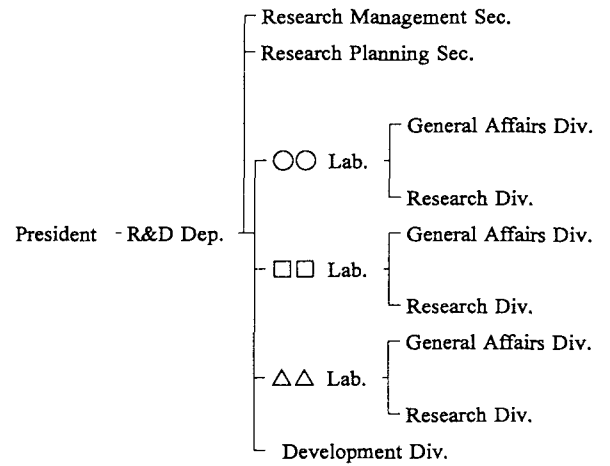 Research Management Sec.
Research Planning Sec.
General Affairs Div.
○○ Lab.
Research Div.
President - R&D Dep.
General Affairs Div.
□□ Lab.
Research Div.
General Affairs Div.
△△ Lab.
Research Div.
Development Div.